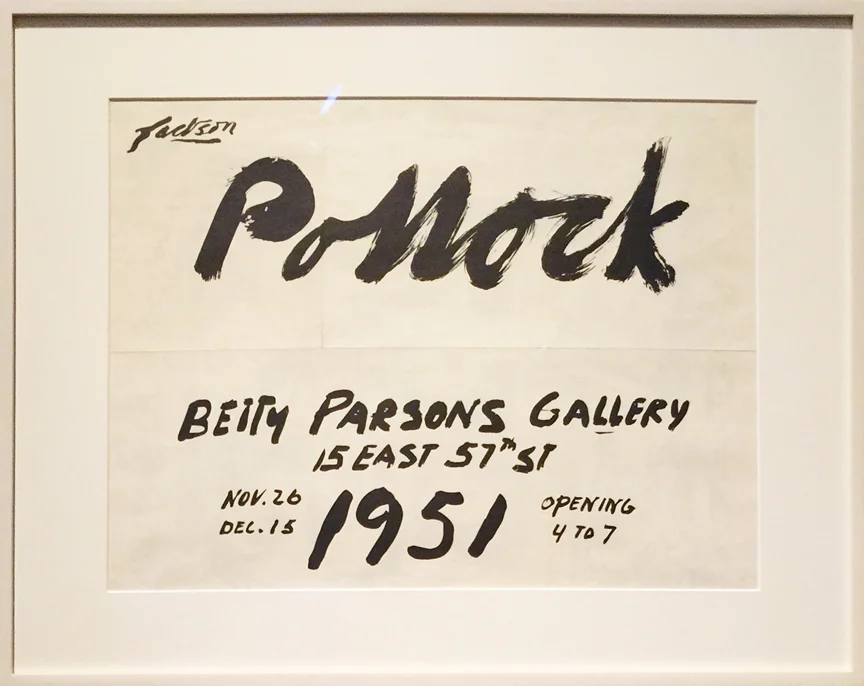 Jackson
Pollock
BETTY PARSONS GALLERY
15 EAST 57th ST
NOV. 26
DEC. 15
1951
OPENING
4 TO 7